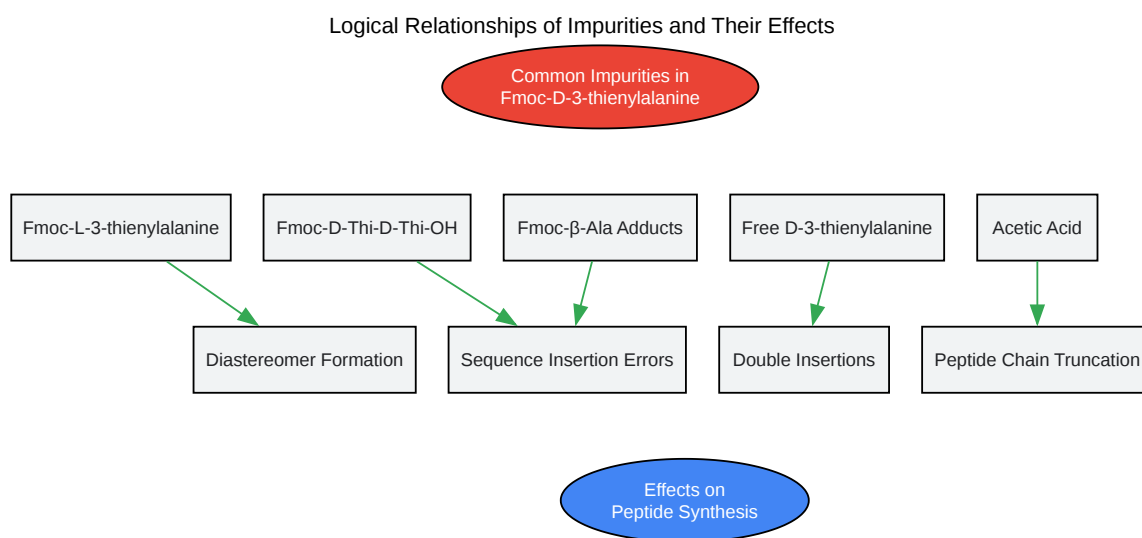 Logical Relationships of Impurities and Their Effects
Common Impurities in
Fmoc-D-3-thienylalanine
Fmoc-L-3-thienylalanine
Fmoc-D-Thi-D-Thi-OH
Fmoc-β-Ala Adducts
Free D-3-thienylalanine
Acetic Acid
Diastereomer Formation
Sequence Insertion Errors
Double Insertions
Peptide Chain Truncation
Effects on
Peptide Synthesis